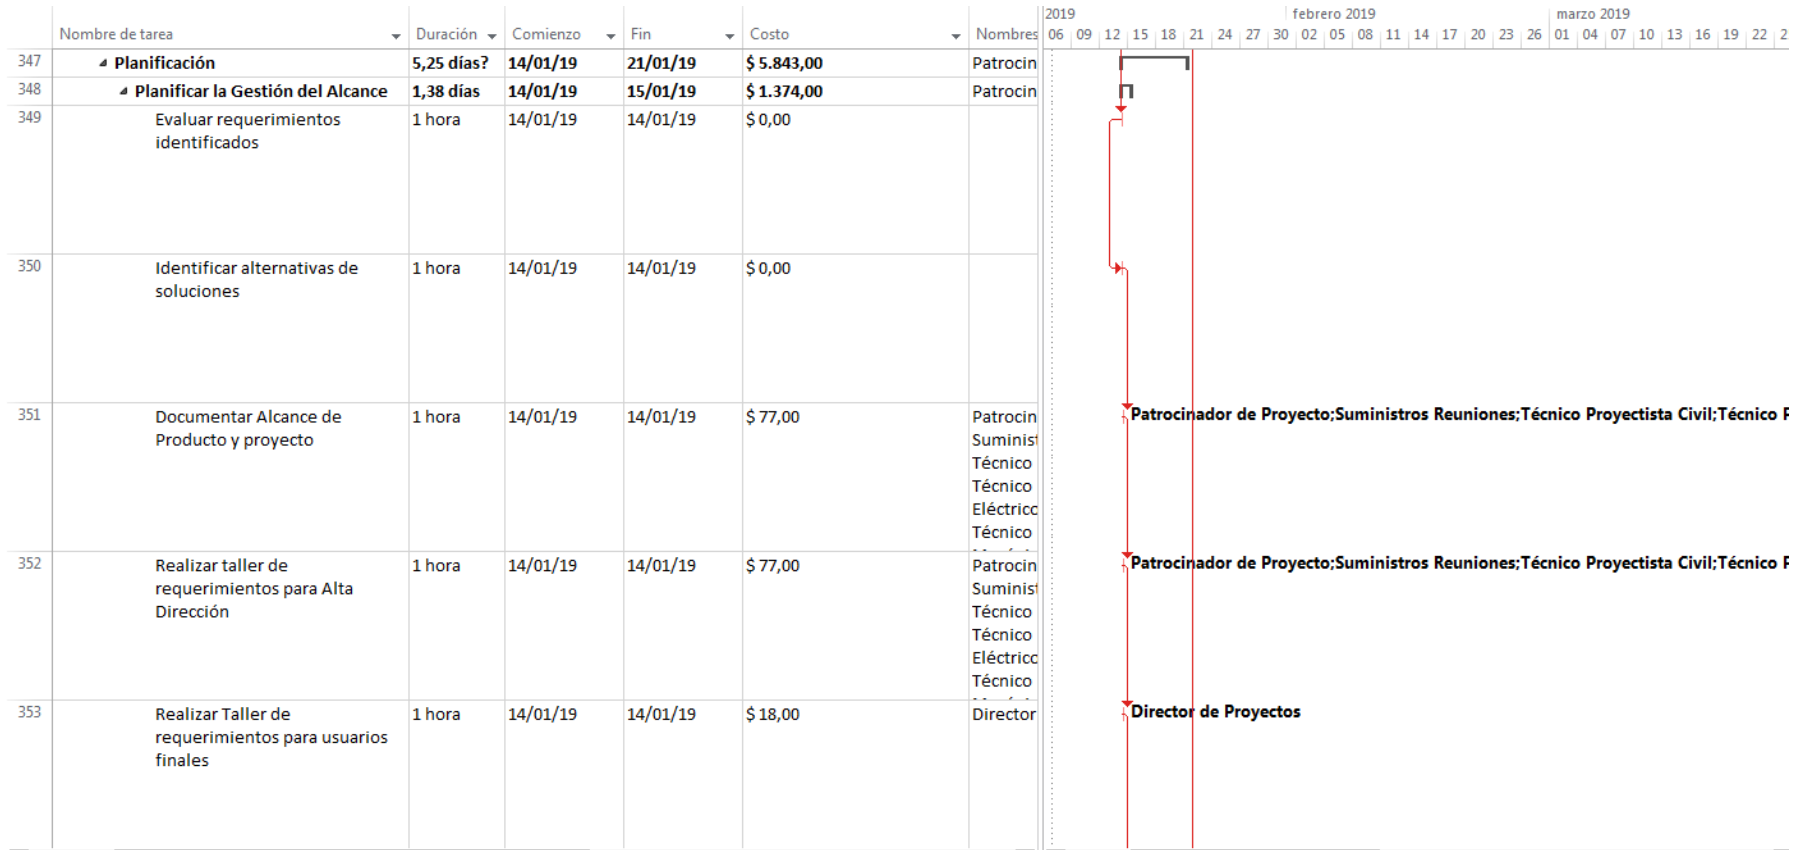 2019 febrero 2019 marzo 2019
Nombre de tarea Duración Comienzo Fin Costo Nombres 06 09 12 15 18 21 24 27 30 02 05 08 11 14 17 20 23 26 01 04 07 10 13 16 19 22 2
347 Planificación 5,25 días? 14/01/19 21/01/19 $ 5.843,00 Patrocin
348 Planificar la Gestión del Alcance 1,38 días 14/01/19 15/01/19 $ 1.374,00 Patrocin
349 Evaluar requerimientos 1 hora 14/01/19 14/01/19 $ 0,00
identificados
350 Identificar alternativas de 1 hora 14/01/19 14/01/19 $ 0,00
soluciones
351 Documentar Alcance de 1 hora 14/01/19 14/01/19 $ 77,00 Patrocin Patrocinador de Proyecto;Suministros Reuniones;Técnico Proyectista Civil;Técnico P
Producto y proyecto Suminist
Técnico
Técnico
Eléctrico
Técnico
352 Realizar taller de 1 hora 14/01/19 14/01/19 $ 77,00 Patrocin Patrocinador de Proyecto;Suministros Reuniones;Técnico Proyectista Civil;Técnico P
requerimientos para Alta Suminist
Dirección Técnico
Técnico
Eléctrico
Técnico
353 Realizar Taller de 1 hora 14/01/19 14/01/19 $ 18,00 Director Director de Proyectos
requerimientos para usuarios
finales